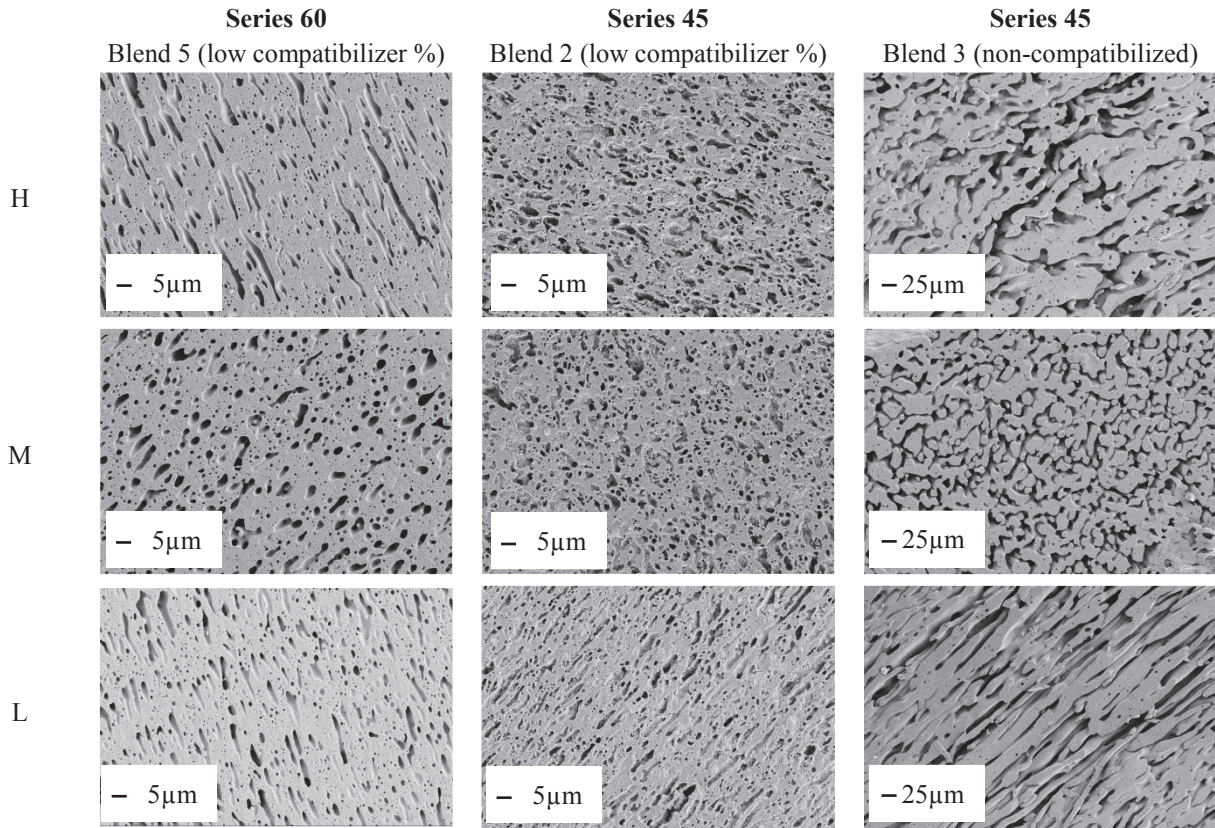 Series 60
Blend 5 (low compatibilizer %)
Series 45
Blend 2 (low compatibilizer %)
Series 45
Blend 3 (non-compatibilized)
H
5µm
5µm
25µm
M
5µm
5µm
25µm
L
5µm
5µm
25µm